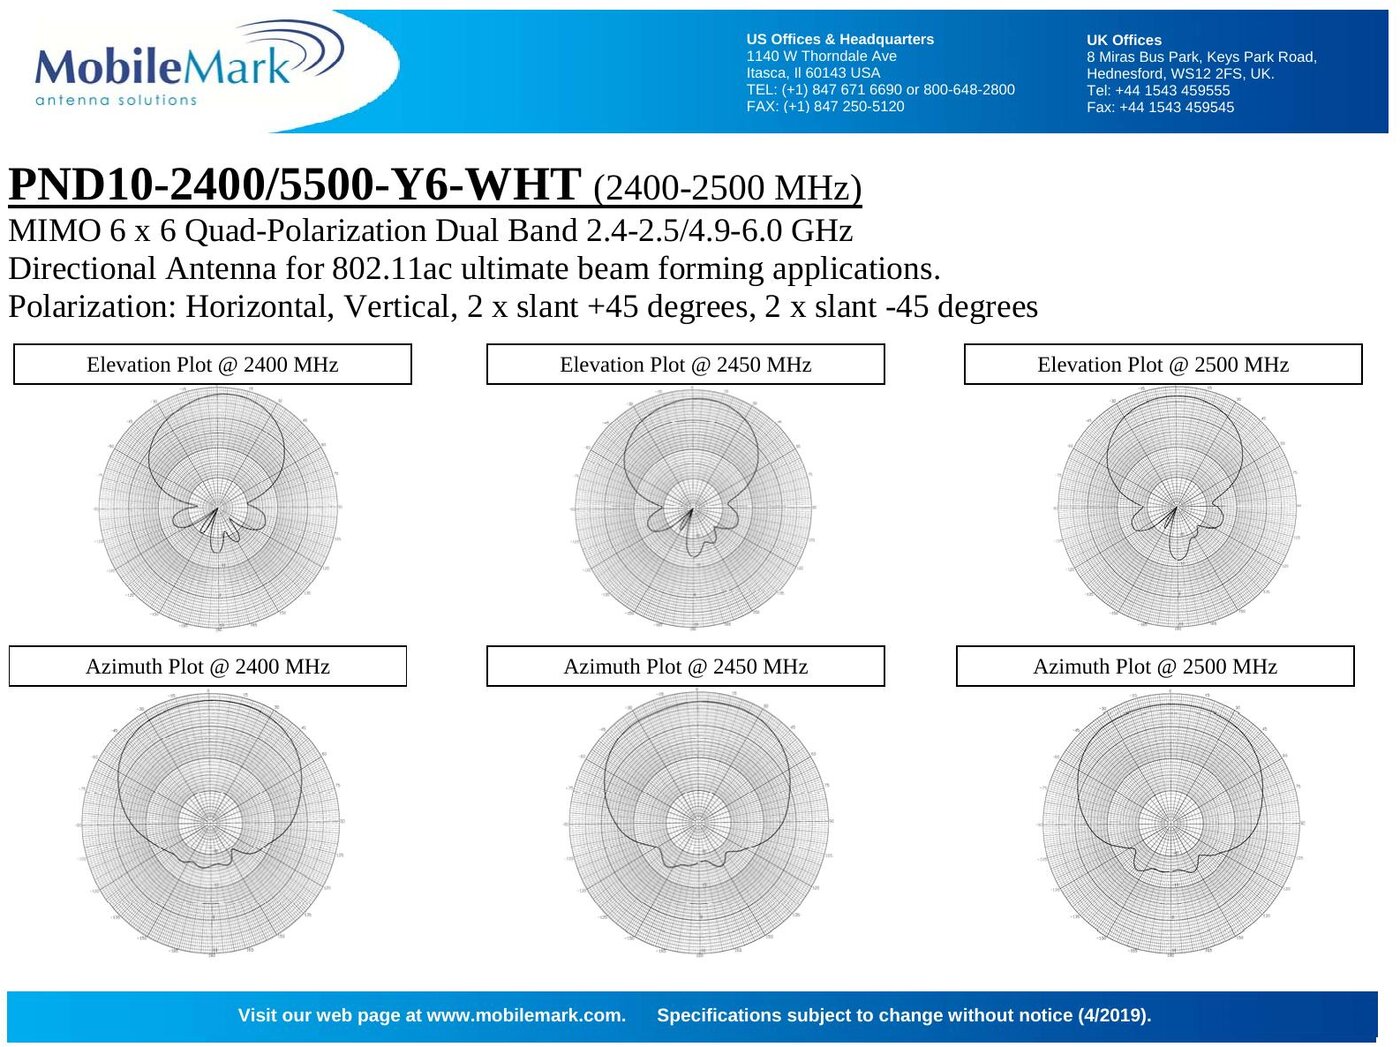 MobileMark
antenna solutions
US Offices & Headquarters
1140 W Thorndale Ave
Itasca, Il 60143 USA
TEL: (+1) 847 671 6690 or 800-648-2800
FAX: (+1) 847 250-5120
UK Offices
8 Miras Bus Park, Keys Park Road,
Hednesford, WS12 2FS, UK.
Tel: +44 1543 459555
Fax: +44 1543 459545
PND10-2400/5500-Y6-WHT (2400-2500 MHz)
MIMO 6 x 6 Quad-Polarization Dual Band 2.4-2.5/4.9-6.0 GHz
Directional Antenna for 802.11ac ultimate beam forming applications.
Polarization: Horizontal, Vertical, 2 x slant +45 degrees, 2 x slant -45 degrees
Elevation Plot @ 2400 MHz
Elevation Plot @ 2450 MHz
Elevation Plot @ 2500 MHz
Azimuth Plot @ 2400 MHz
Azimuth Plot @ 2450 MHz
Azimuth Plot @ 2500 MHz
Visit our web page at www.mobilemark.com. Specifications subject to change without notice (4/2019).